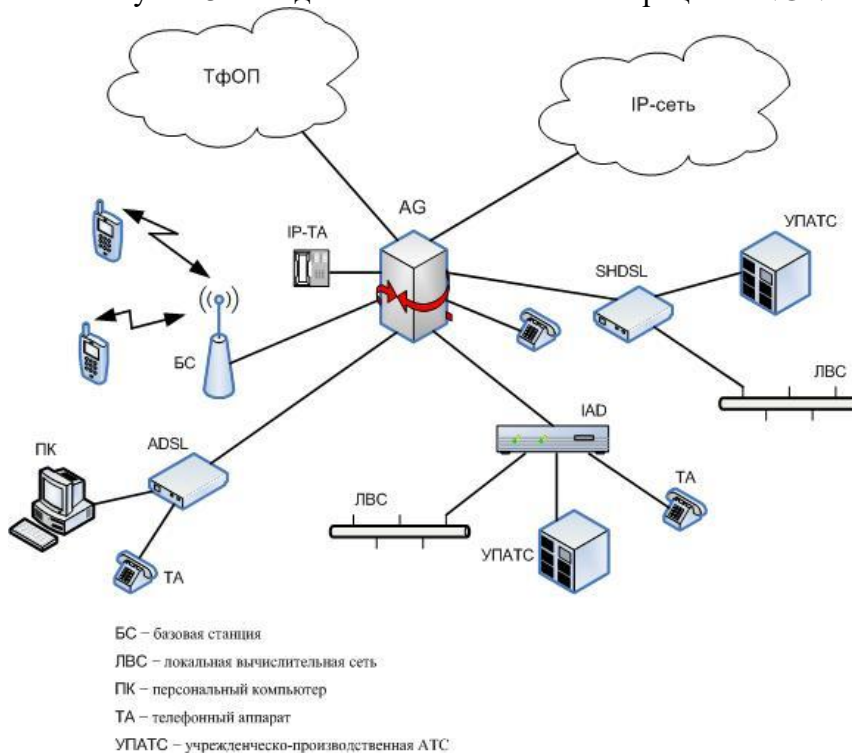 ТфОП
IP-сеть
AG
IP-TA
УПАТС
SHDSL
БС
ЛВС
IAD
ПК
ADSL
ЛВС
ТА
УПАТС
ТА
БС – базовая станция
ЛВС – локальная вычислительная сеть
ПК – персональный компьютер
ТА – телефонный аппарат
УПАТС – учрежденческо-производственная АТС